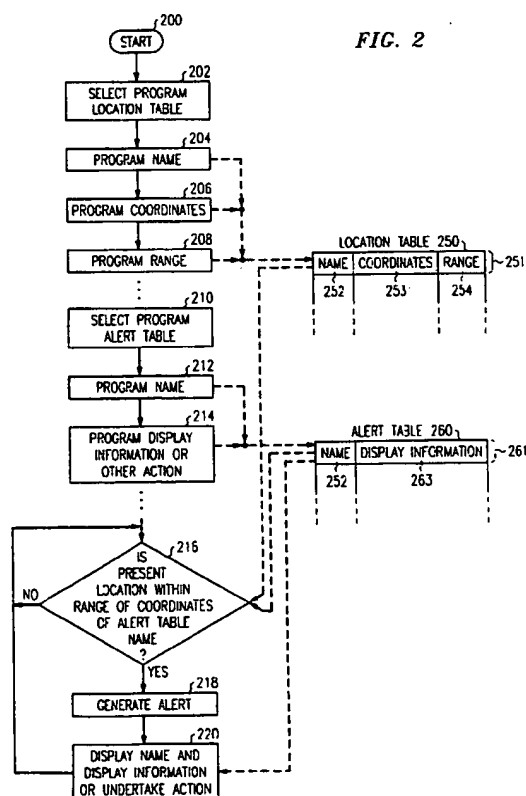 FIG. 2
200
START
202
SELECT PROGRAM
LOCATION TABLE
204
PROGRAM NAME
206
PROGRAM COORDINATES
208
PROGRAM RANGE
LOCATION TABLE 250
NAME COORDINATES RANGE
251
252 253 254
210
SELECT PROGRAM
ALERT TABLE
212
PROGRAM NAME
214
PROGRAM DISPLAY
INFORMATION OR
OTHER ACTION
ALERT TABLE 260
NAME DISPLAY INFORMATION
261
252 263
216
IS
PRESENT
LOCATION WITHIN
RANGE OF COORDINATES
OF ALERT TABLE
NAME
?
NO
YES
218
GENERATE ALERT
220
DISPLAY NAME AND
DISPLAY INFORMATION
OR UNDERTAKE ACTION